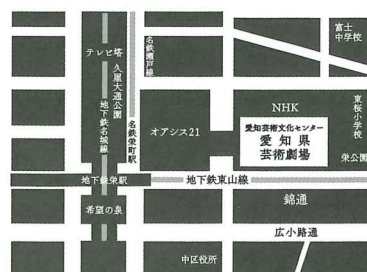 テレビ塔
久屋大通公園
地下鉄名城線
名鉄瀬戸線
名鉄栄町駅
富士
中学校
NHK
東桜小学校
オアシス21
愛知芸術文化センター
愛知県
芸術劇場
栄公園
地下鉄栄駅
地下鉄東山線
希望の泉
錦通
広小路通
中区役所